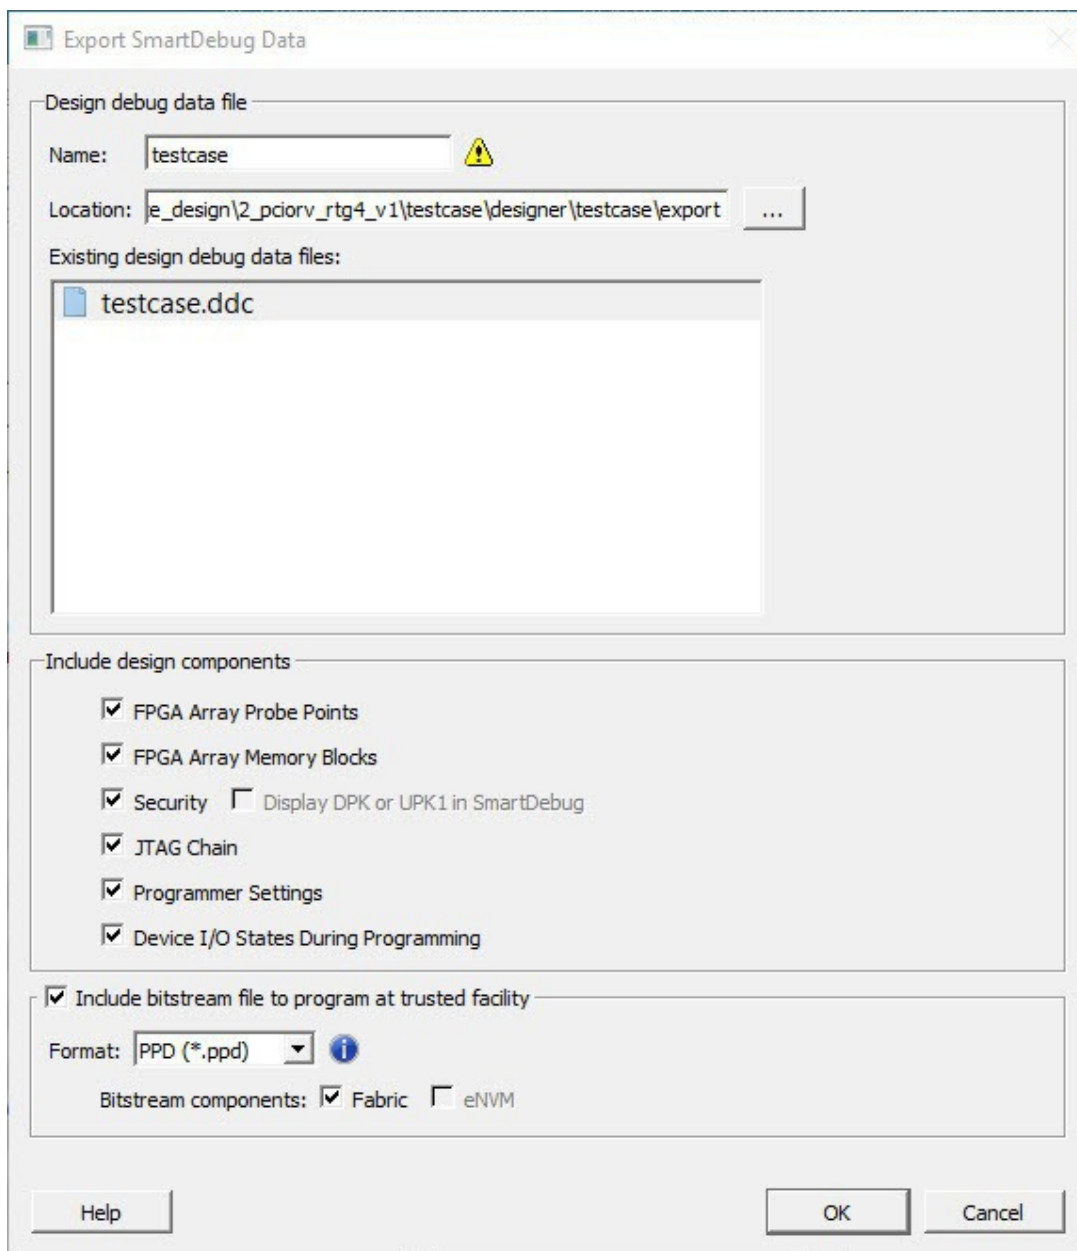 Export SmartDebug Data
Design debug data file
Name: testcase
Location: e_design\2_pciorv_rtg4_v1\testcase\designer\testcase\export ...
Existing design debug data files:
testcase.ddc
Include design components
FPGA Array Probe Points
FPGA Array Memory Blocks
Security Display DPK or UPK1 in SmartDebug
JTAG Chain
Programmer Settings
Device I/O States During Programming
Include bitstream file to program at trusted facility
Format: PPD (*.ppd)
Bitstream components: Fabric eNVM
Help OK Cancel